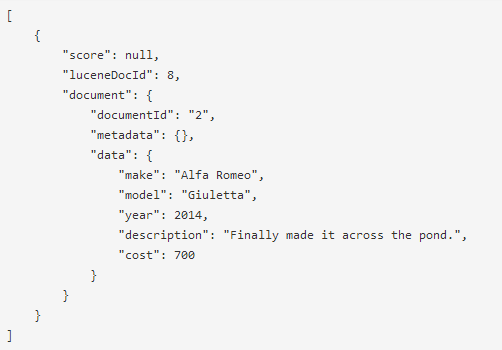 [
    {
        "score": null,
        "luceneDocId": 8,
        "document": {
            "documentId": "2",
            "metadata": {},
            "data": {
                "make": "Alfa Romeo",
                "model": "Giuletta",
                "year": 2014,
                "description": "Finally made it across the pond.",
                "cost": 700
            }
        }
    }
]